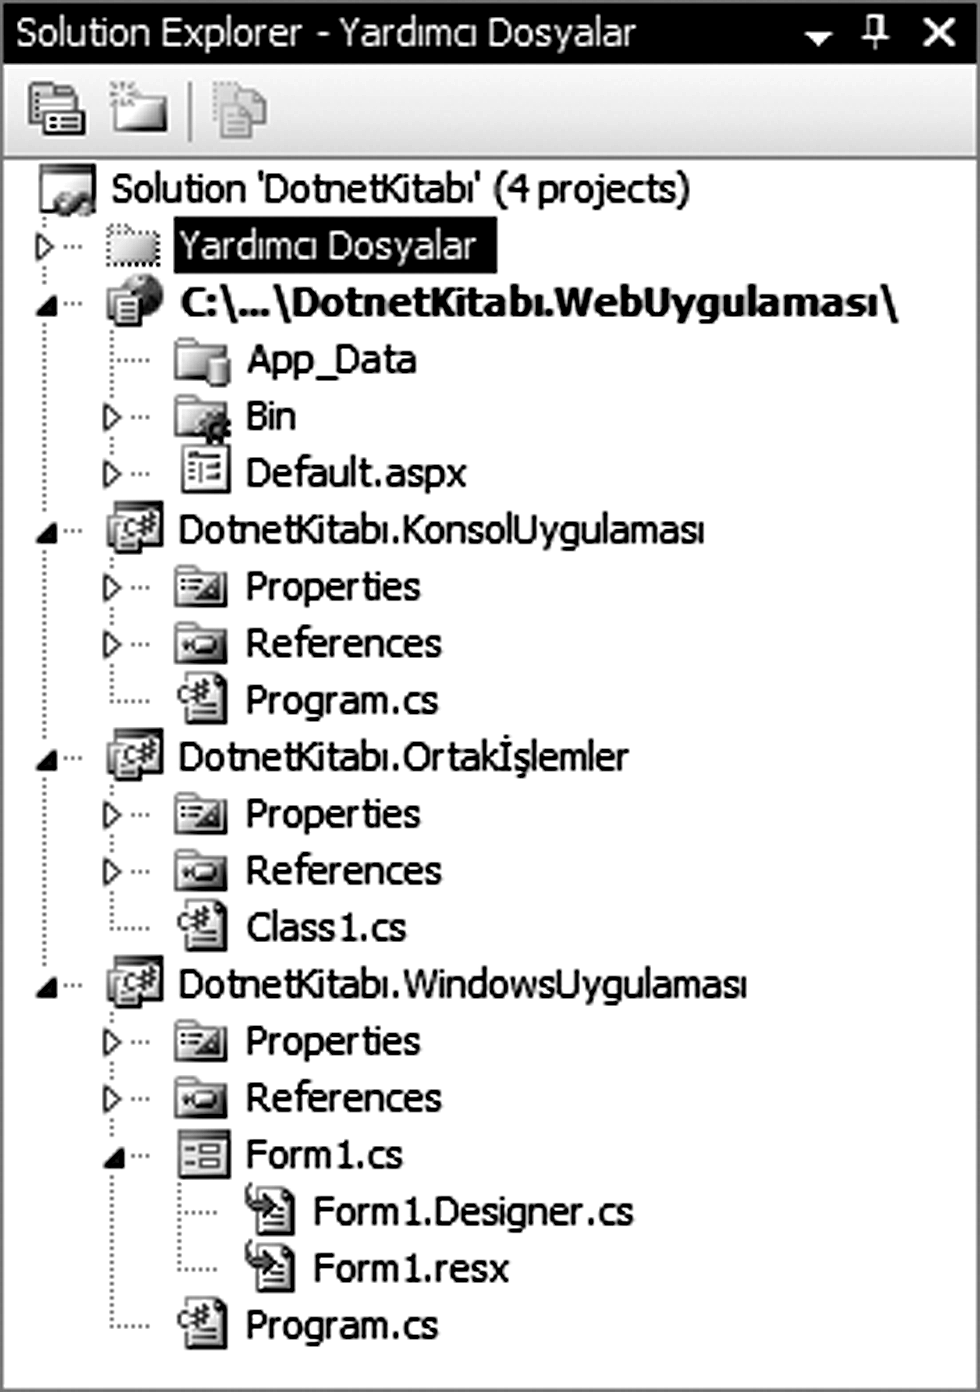 Solution Explorer - Yardımcı Dosyalar
Solution 'DotnetKitabı' (4 projects)
Yardımcı Dosyalar
C:\...\DotnetKitabı.WebUygulaması\
App_Data
Bin
Default.aspx
DotnetKitabı.KonsolUygulaması
Properties
References
Program.cs
DotnetKitabı.Ortakİşlemler
Properties
References
Class1.cs
DotnetKitabı.WindowsUygulaması
Properties
References
Form1.cs
Form1.Designer.cs
Form1.resx
Program.cs